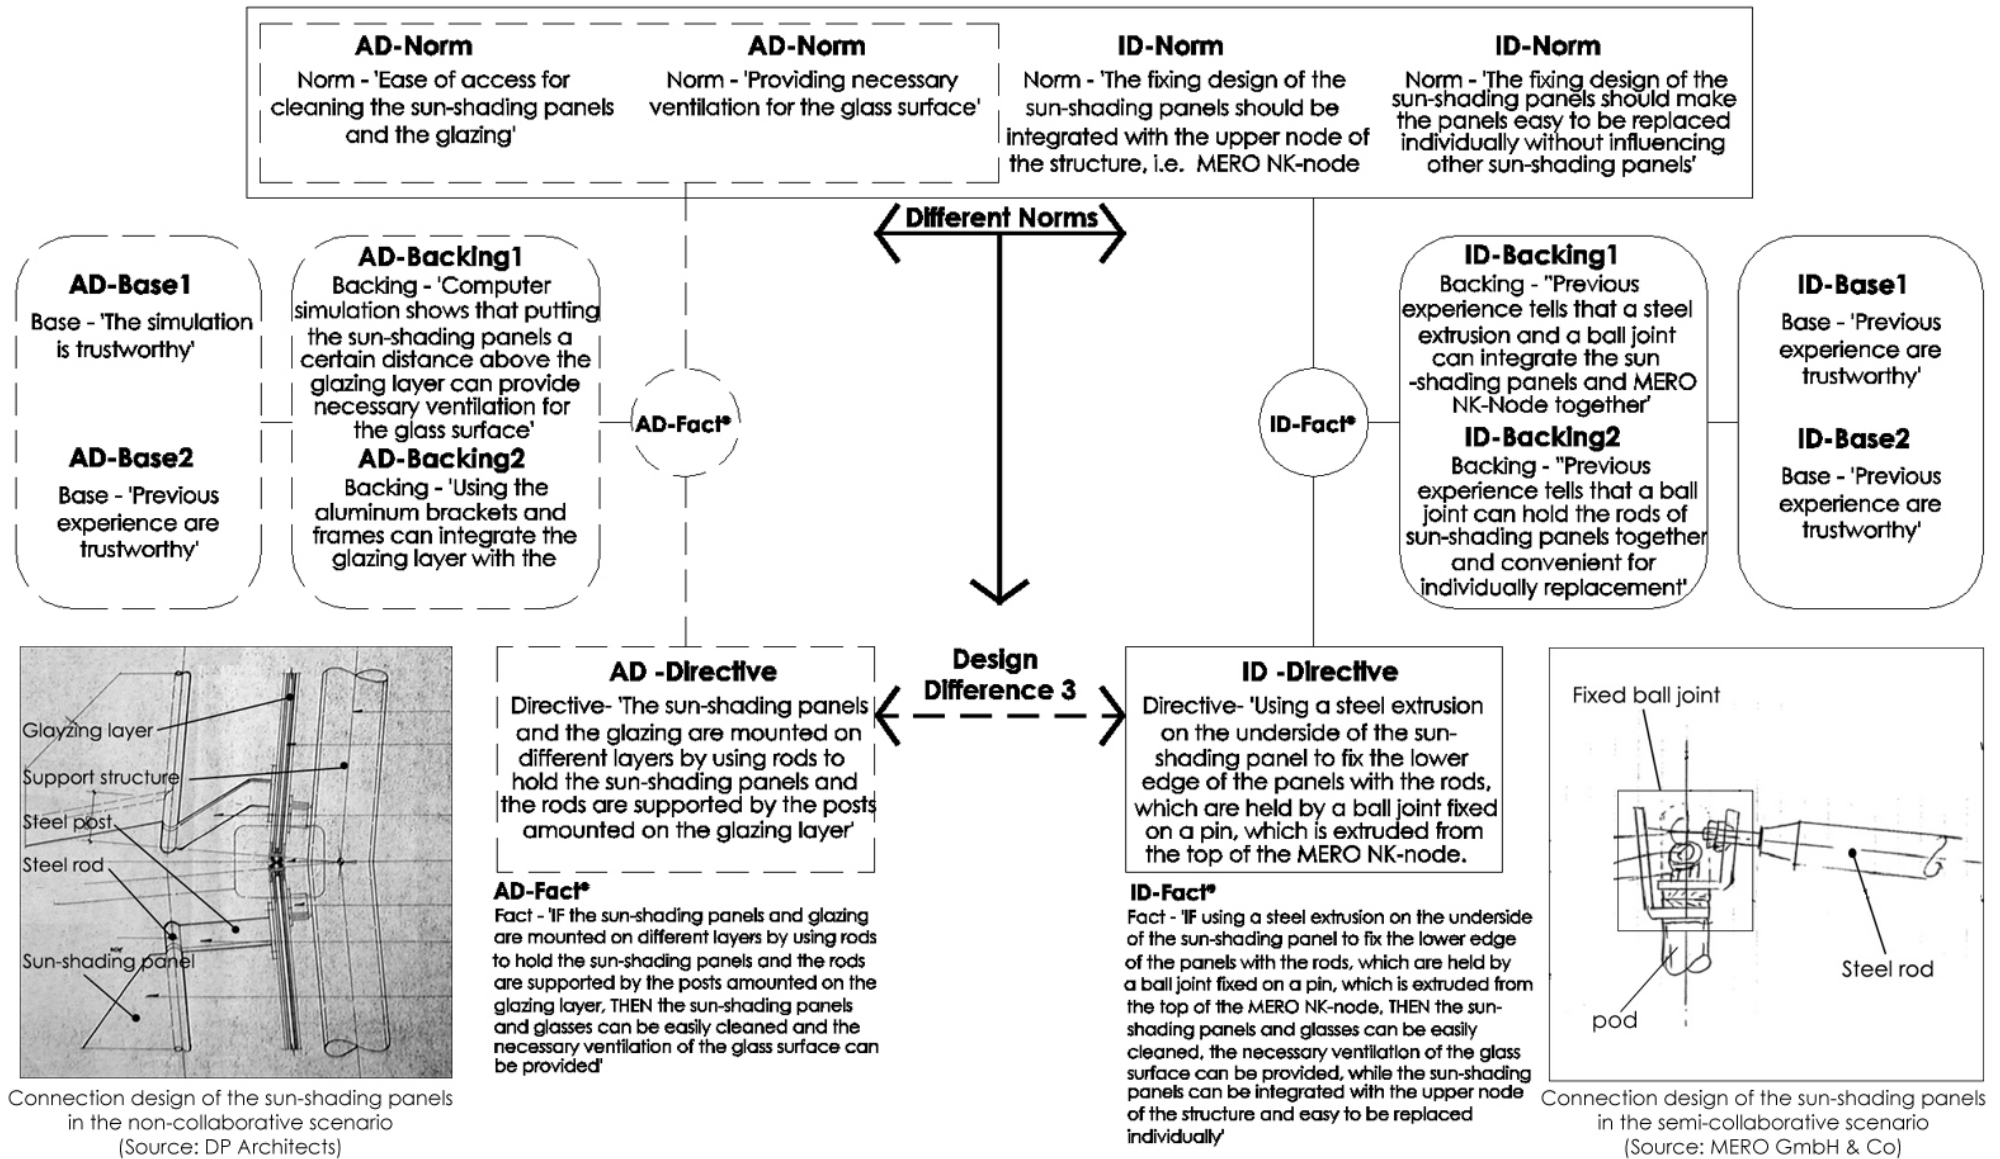 AD-Norm
Norm - 'Ease of access for
cleaning the sun-shading panels
and the glazing'
AD-Norm
Norm - 'Providing necessary
ventilation for the glass surface'
ID-Norm
Norm - 'The fixing design of the
sun-shading panels should be
integrated with the upper node of
the structure, i.e. MERO NK-node
ID-Norm
Norm - 'The fixing design of the
sun-shading panels should make
the panels easy to be replaced
individually without influencing
other sun-shading panels'
Different Norms
AD-Base1
Base - 'The simulation
is trustworthy'
AD-Base2
Base - 'Previous
experience are
trustworthy'
AD-Backing1
Backing - 'Computer
simulation shows that putting
the sun-shading panels a
certain distance above the
glazing layer can provide
necessary ventilation for
the glass surface'
AD-Backing2
Backing - 'Using the
aluminum brackets and
frames can integrate the
glazing layer with the
AD-Fact*
ID-Fact*
ID-Backing1
Backing - "Previous
experience tells that a steel
extrusion and a ball joint
can integrate the sun
-shading panels and MERO
NK-Node together'
ID-Backing2
Backing - "Previous
experience tells that a ball
joint can hold the rods of
sun-shading panels together
and convenient for
individually replacement'
ID-Base1
Base - 'Previous
experience are
trustworthy'
ID-Base2
Base - 'Previous
experience are
trustworthy'
Glayzing layer
Support structure
Steel post
Steel rod
Sun-shading panel
Connection design of the sun-shading panels
in the non-collaborative scenario
(Source: DP Architects)
AD -Directive
Directive- 'The sun-shading panels
and the glazing are mounted on
different layers by using rods to
hold the sun-shading panels and
the rods are supported by the posts
amounted on the glazing layer'
AD-Fact*
Fact - 'IF the sun-shading panels and glazing
are mounted on different layers by using rods
to hold the sun-shading panels and the rods
are supported by the posts amounted on the
glazing layer, THEN the sun-shading panels
and glasses can be easily cleaned and the
necessary ventilation of the glass surface can
be provided'
Design
Difference 3
ID -Directive
Directive- 'Using a steel extrusion
on the underside of the sun-
shading panel to fix the lower
edge of the panels with the rods,
which are held by a ball joint fixed
on a pin, which is extruded from
the top of the MERO NK-node.
ID-Fact*
Fact - 'IF using a steel extrusion on the underside
of the sun-shading panel to fix the lower edge
of the panels with the rods, which are held by
a ball joint fixed on a pin, which is extruded from
the top of the MERO NK-node, THEN the sun-
shading panels and glasses can be easily
cleaned, the necessary ventilation of the glass
surface can be provided, while the sun-shading
panels can be integrated with the upper node
of the structure and easy to be replaced
individually'
Fixed ball joint
Steel rod
pod
Connection design of the sun-shading panels
in the semi-collaborative scenario
(Source: MERO GmbH & Co)